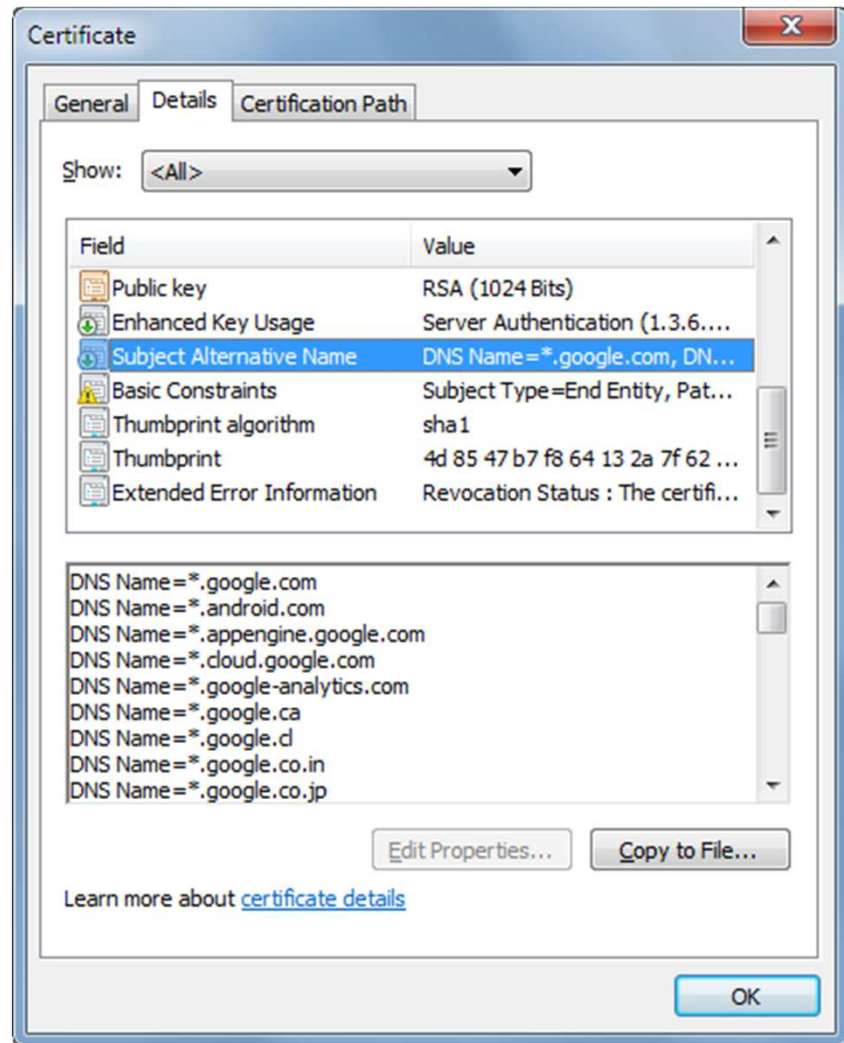 Certificate
General Details Certification Path
Show: <All>
Field Value
Public key RSA (1024 Bits)
Enhanced Key Usage Server Authentication (1.3.6....
Subject Alternative Name DNS Name=*.google.com, DN...
Basic Constraints Subject Type=End Entity, Pat...
Thumbprint algorithm sha1
Thumbprint 4d 85 47 b7 f8 64 13 2a 7f 62 ...
Extended Error Information Revocation Status : The certifi...
DNS Name=*.google.com
DNS Name=*.android.com
DNS Name=*.appengine.google.com
DNS Name=*.cloud.google.com
DNS Name=*.google-analytics.com
DNS Name=*.google.ca
DNS Name=*.google.cl
DNS Name=*.google.co.in
DNS Name=*.google.co.jp
Edit Properties... Copy to File...
Learn more about certificate details
OK